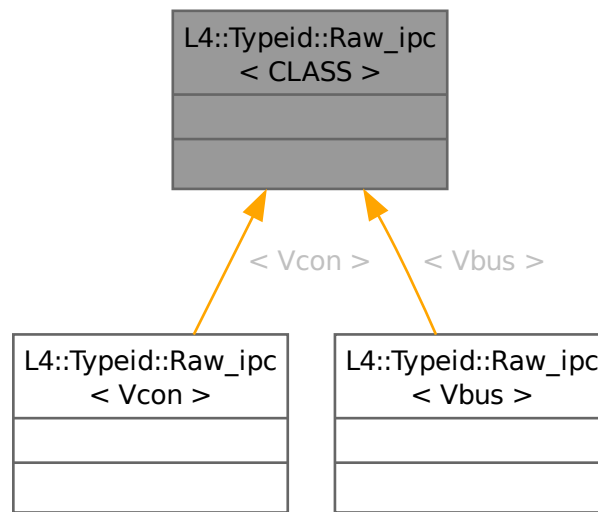 L4::Typeid::Raw_ipc
< CLASS >
< Vcon >
< Vbus >
L4::Typeid::Raw_ipc
< Vcon >
L4::Typeid::Raw_ipc
< Vbus >